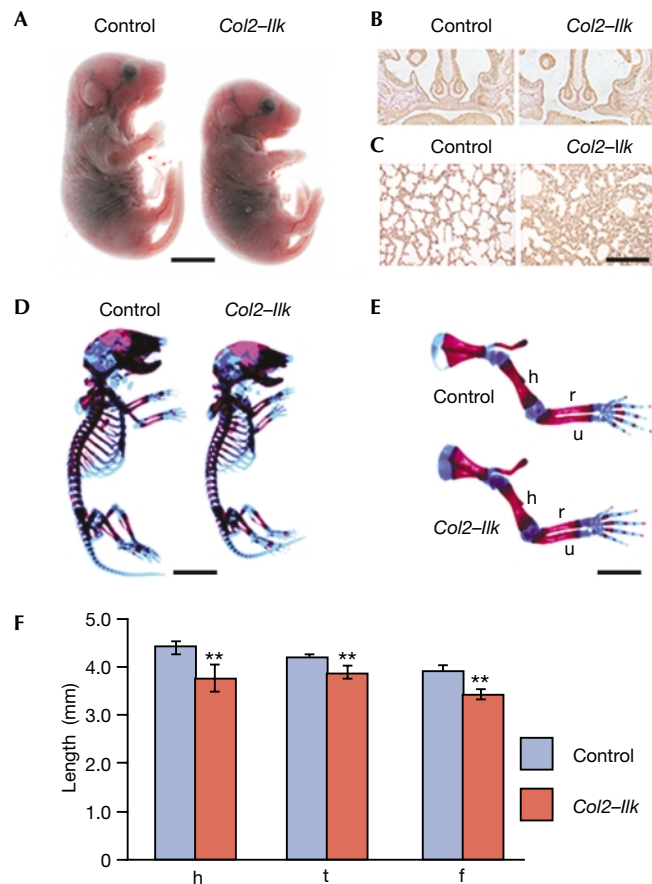 A Control Col2–Ilk
B Control Col2–Ilk
C Control Col2–Ilk
D Control Col2–Ilk
E
h
r
Control
u
h
r
Col2–Ilk
u
F
5.0
4.0
3.0
4.0
1.0
0
Length (mm)
**
**
**
h t f
Control
Col2–Ilk